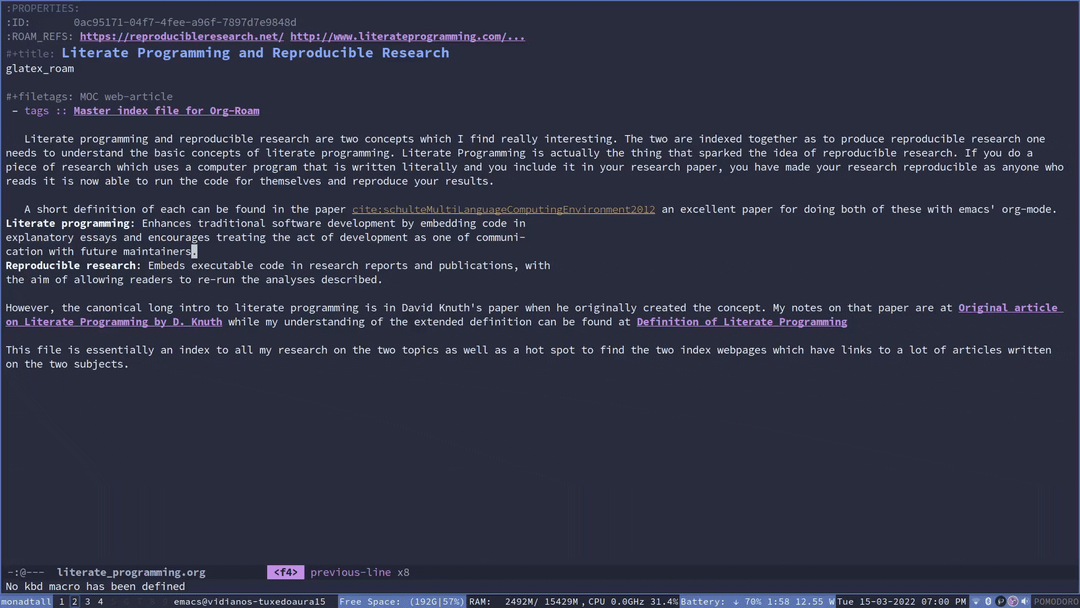 :PROPERTIES:
:ID:       0ac95171-04f7-4fee-a96f-7897d7e9848d
:ROAM_REFS: https://reproducibleresearch.net/ http://www.literateprogramming.com/...
#+title: Literate Programming and Reproducible Research
glatex_roam
#+filetags: MOC web-article
- tags :: Master index file for Org-Roam
Literate programming and reproducible research are two concepts which I find really interesting. The two are indexed together as to produce reproducible research one
needs to understand the basic concepts of literate programming. Literate Programming is actually the thing that sparked the idea of reproducible research. If you do a
piece of research which uses a computer program that is written literally and you include it in your research paper, you have made your research reproducible as anyone who
reads it is now able to run the code for themselves and reproduce your results.
A short definition of each can be found in the paper cite:schulteMultiLanguageComputingEnvironment2012 an excellent paper for doing both of these with emacs' org-mode.
Literate programming: Enhances traditional software development by embedding code in
explanatory essays and encourages treating the act of development as one of communi-
cation with future maintainers.
Reproducible research: Embeds executable code in research reports and publications, with
the aim of allowing readers to re-run the analyses described.
However, the canonical long intro to literate programming is in David Knuth's paper when he originally created the concept. My notes on that paper are at Original article
on Literate Programming by D. Knuth while my understanding of the extended definition can be found at Definition of Literate Programming
This file is essentially an index to all my research on the two topics as well as a hot spot to find the two index webpages which have links to a lot of articles written
on the two subjects.
-:@--- literate_programming.org <f4> previous-line x8
No kbd macro has been defined
monadtall 1 2 3 4 emacs@vidianos-tuxedoaura15 Free Space: (192G|57%) RAM: 2492M/ 15429M, CPU 0.0GHz 31.4% Battery: ↓ 70% 1:58 12.55 W Tue 15-03-2022 07:00 PM POMODORO